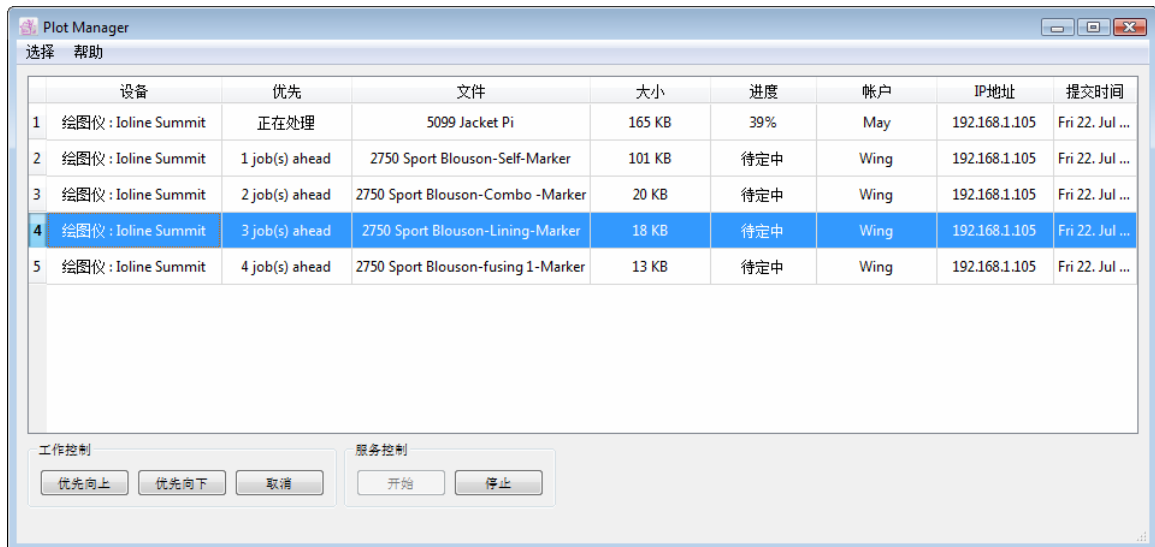 Plot Manager
选择 帮助
设备 优先 文件 大小 进度 帐户 IP地址 提交时间
1 绘图仪 : Ioline Summit 正在处理 5099 Jacket Pi 165 KB 39% May 192.168.1.105 Fri 22. Jul ...
2 绘图仪 : Ioline Summit 1 job(s) ahead 2750 Sport Blouson-Self-Marker 101 KB 待定中 Wing 192.168.1.105 Fri 22. Jul ...
3 绘图仪 : Ioline Summit 2 job(s) ahead 2750 Sport Blouson-Combo -Marker 20 KB 待定中 Wing 192.168.1.105 Fri 22. Jul ...
4 绘图仪 : Ioline Summit 3 job(s) ahead 2750 Sport Blouson-Lining-Marker 18 KB 待定中 Wing 192.168.1.105 Fri 22. Jul ...
5 绘图仪 : Ioline Summit 4 job(s) ahead 2750 Sport Blouson-fusing 1-Marker 13 KB 待定中 Wing 192.168.1.105 Fri 22. Jul ...
工作控制 服务控制
优先向上 优先向下 取消 开始 停止